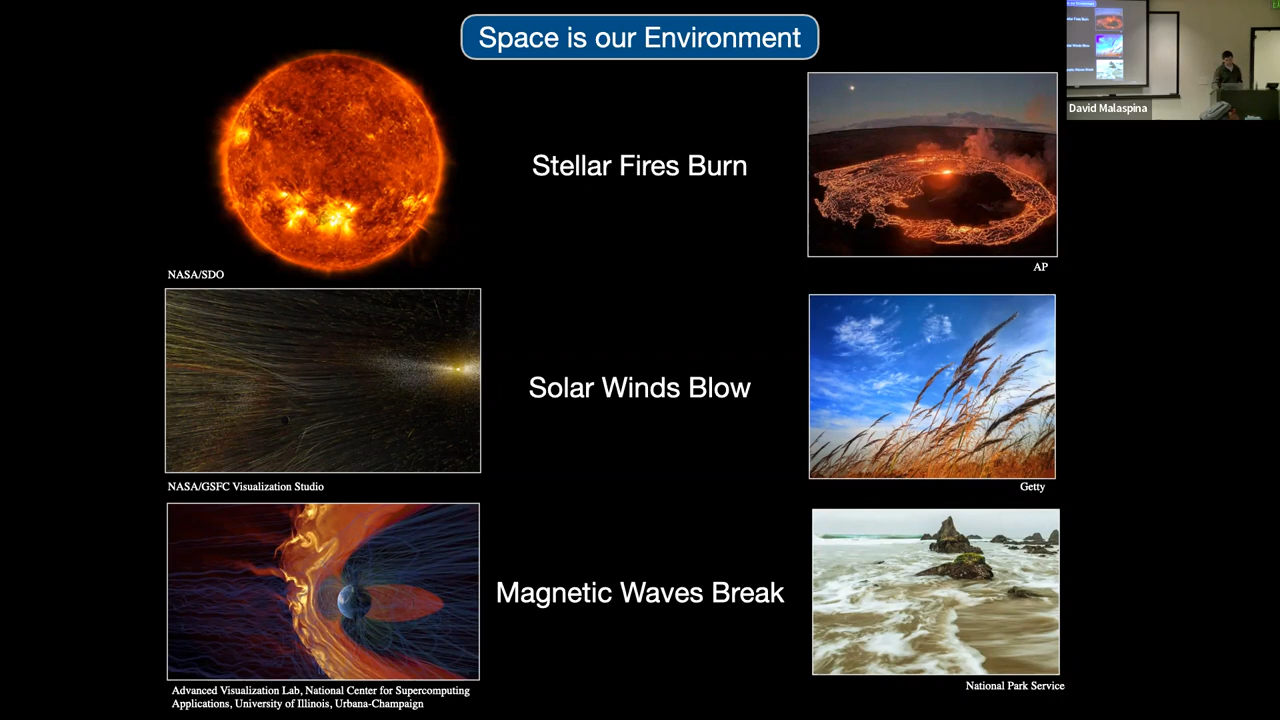 Space is our Environment
Stellar Fires Burn
NASA/SDO
AP
Solar Winds Blow
NASA/GSFC Visualization Studio
Getty
Magnetic Waves Break
Advanced Visualization Lab, National Center for Supercomputing
Applications, University of Illinois, Urbana-Champaign
National Park Service
David Malaspina